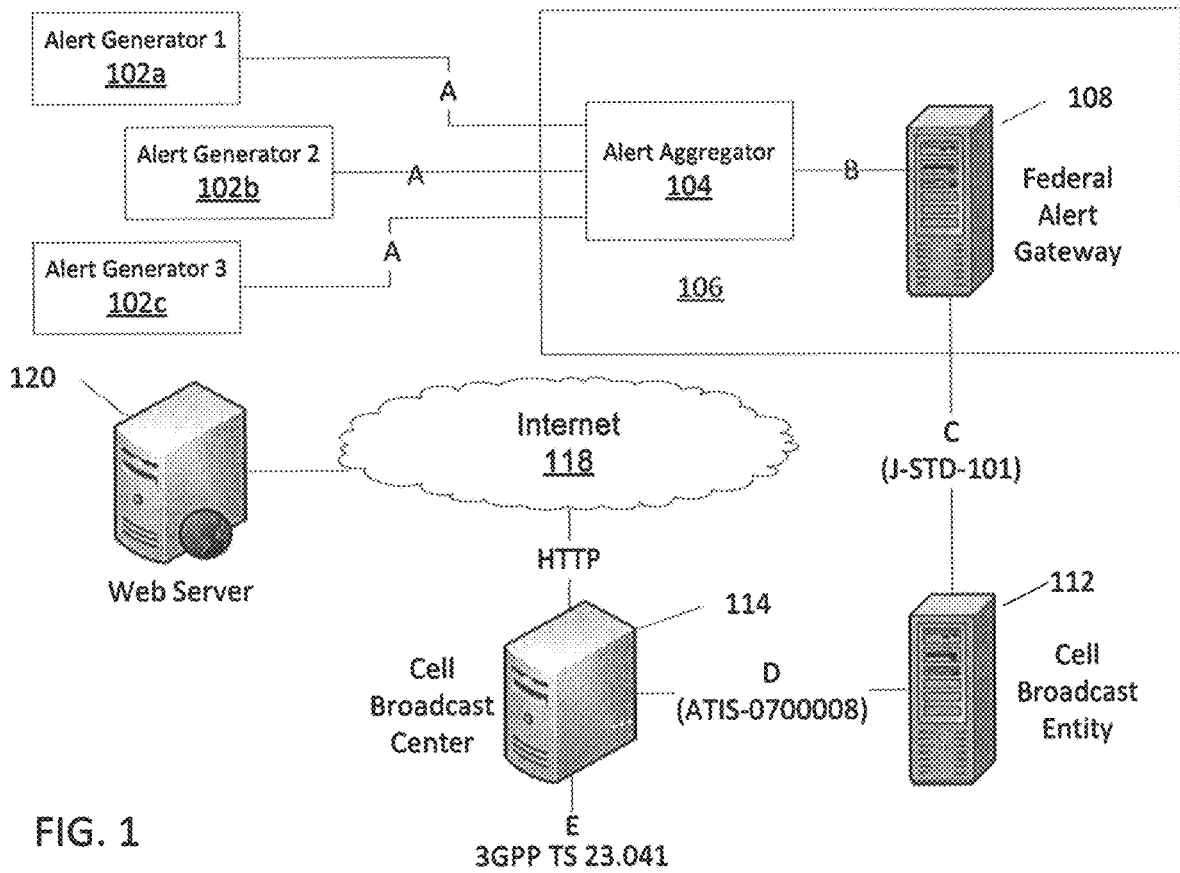 Alert Generator 1
102a
A
Alert Generator 2
102b
A
Alert Generator 3
102c
A
Alert Aggregator
104
B
108
Federal
Alert
Gateway
106
120
Web Server
Internet
118
HTTP
C
(J-STD-101)
114
Cell
Broadcast
Center
D
(ATIS-0700008)
112
Cell
Broadcast
Entity
E
3GPP TS 23.041
FIG. 1